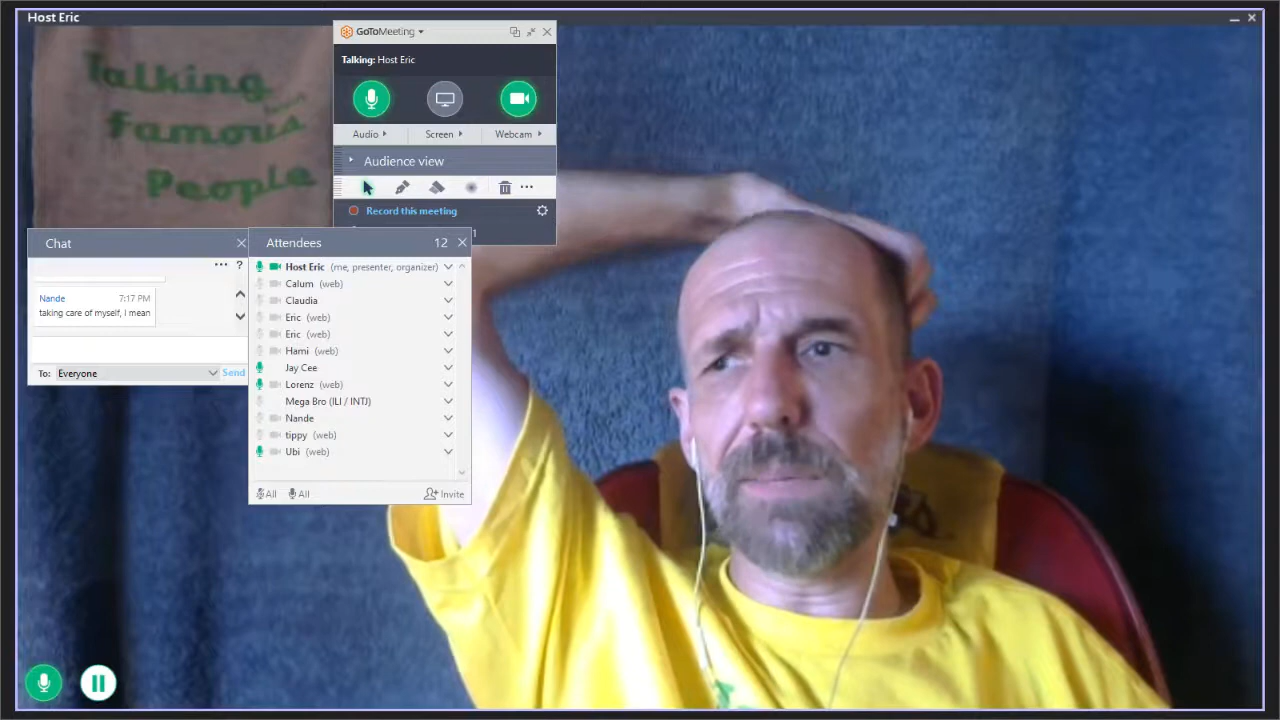 Host Eric
Talking
famous
People
GoToMeeting
Talking: Host Eric
Audio
Screen
Webcam
Audience view
Record this meeting
1
Chat
?
Nande 7:17 PM
taking care of myself, I mean
To: Everyone Send
Attendees 12
Host Eric (me, presenter, organizer)
Calum (web)
Claudia
Eric (web)
Eric (web)
Hami (web)
Jay Cee
Lorenz (web)
Mega Bro (ILI / INTJ)
Nande
tippy (web)
Ubi (web)
All All Invite